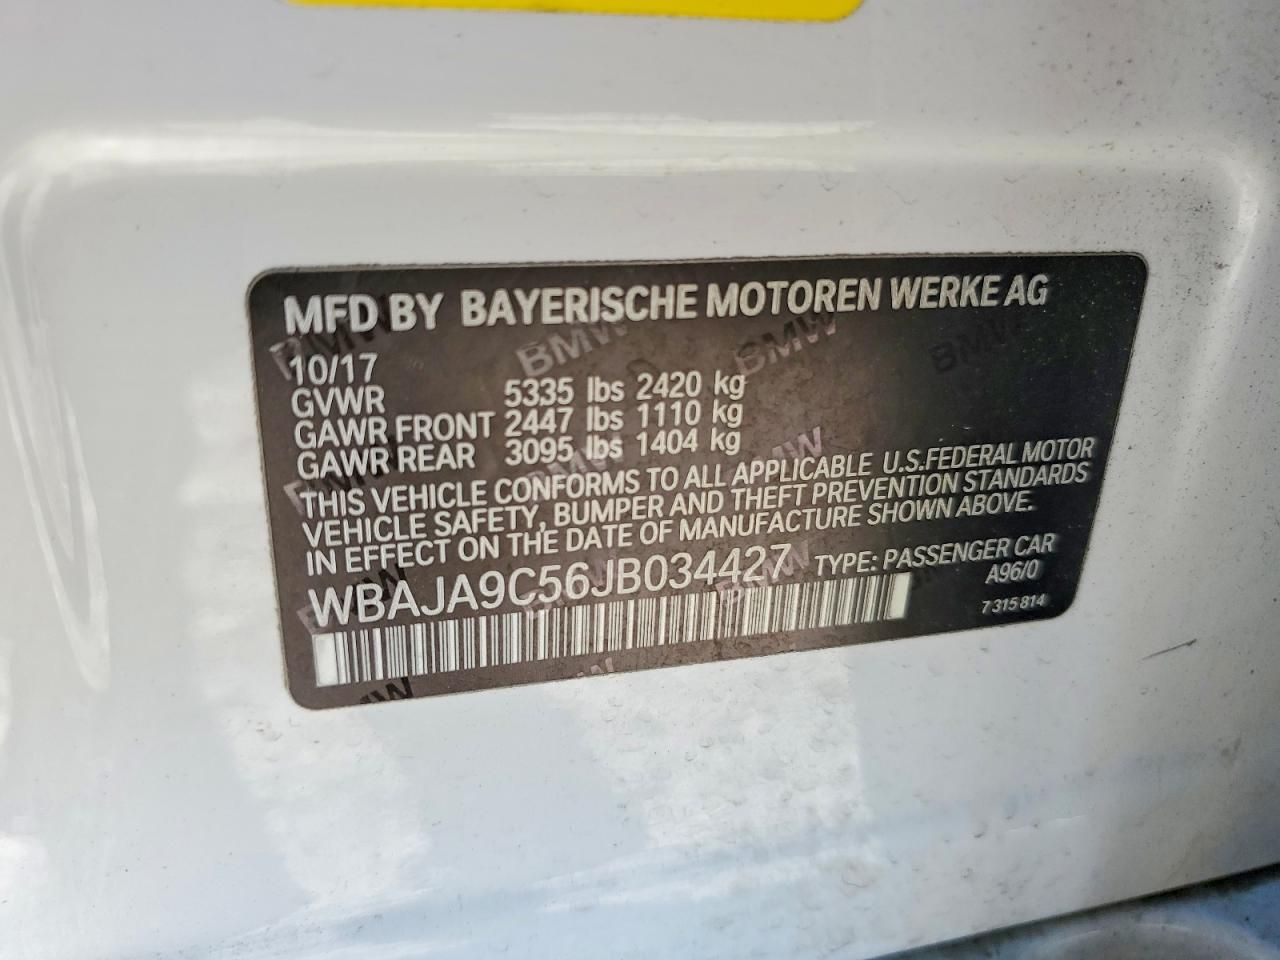 MFD BY BAYERISCHE MOTOREN WERKE AG
10/17
GVWR 5335 lbs 2420 kg
GAWR FRONT 2447 lbs 1110 kg
GAWR REAR 3095 lbs 1404 kg
THIS VEHICLE CONFORMS TO ALL APPLICABLE U.S.FEDERAL MOTOR
VEHICLE SAFETY, BUMPER AND THEFT PREVENTION STANDARDS
IN EFFECT ON THE DATE OF MANUFACTURE SHOWN ABOVE.
WBAJA9C56JB034427 TYPE: PASSENGER CAR
A96/0
7 315 814